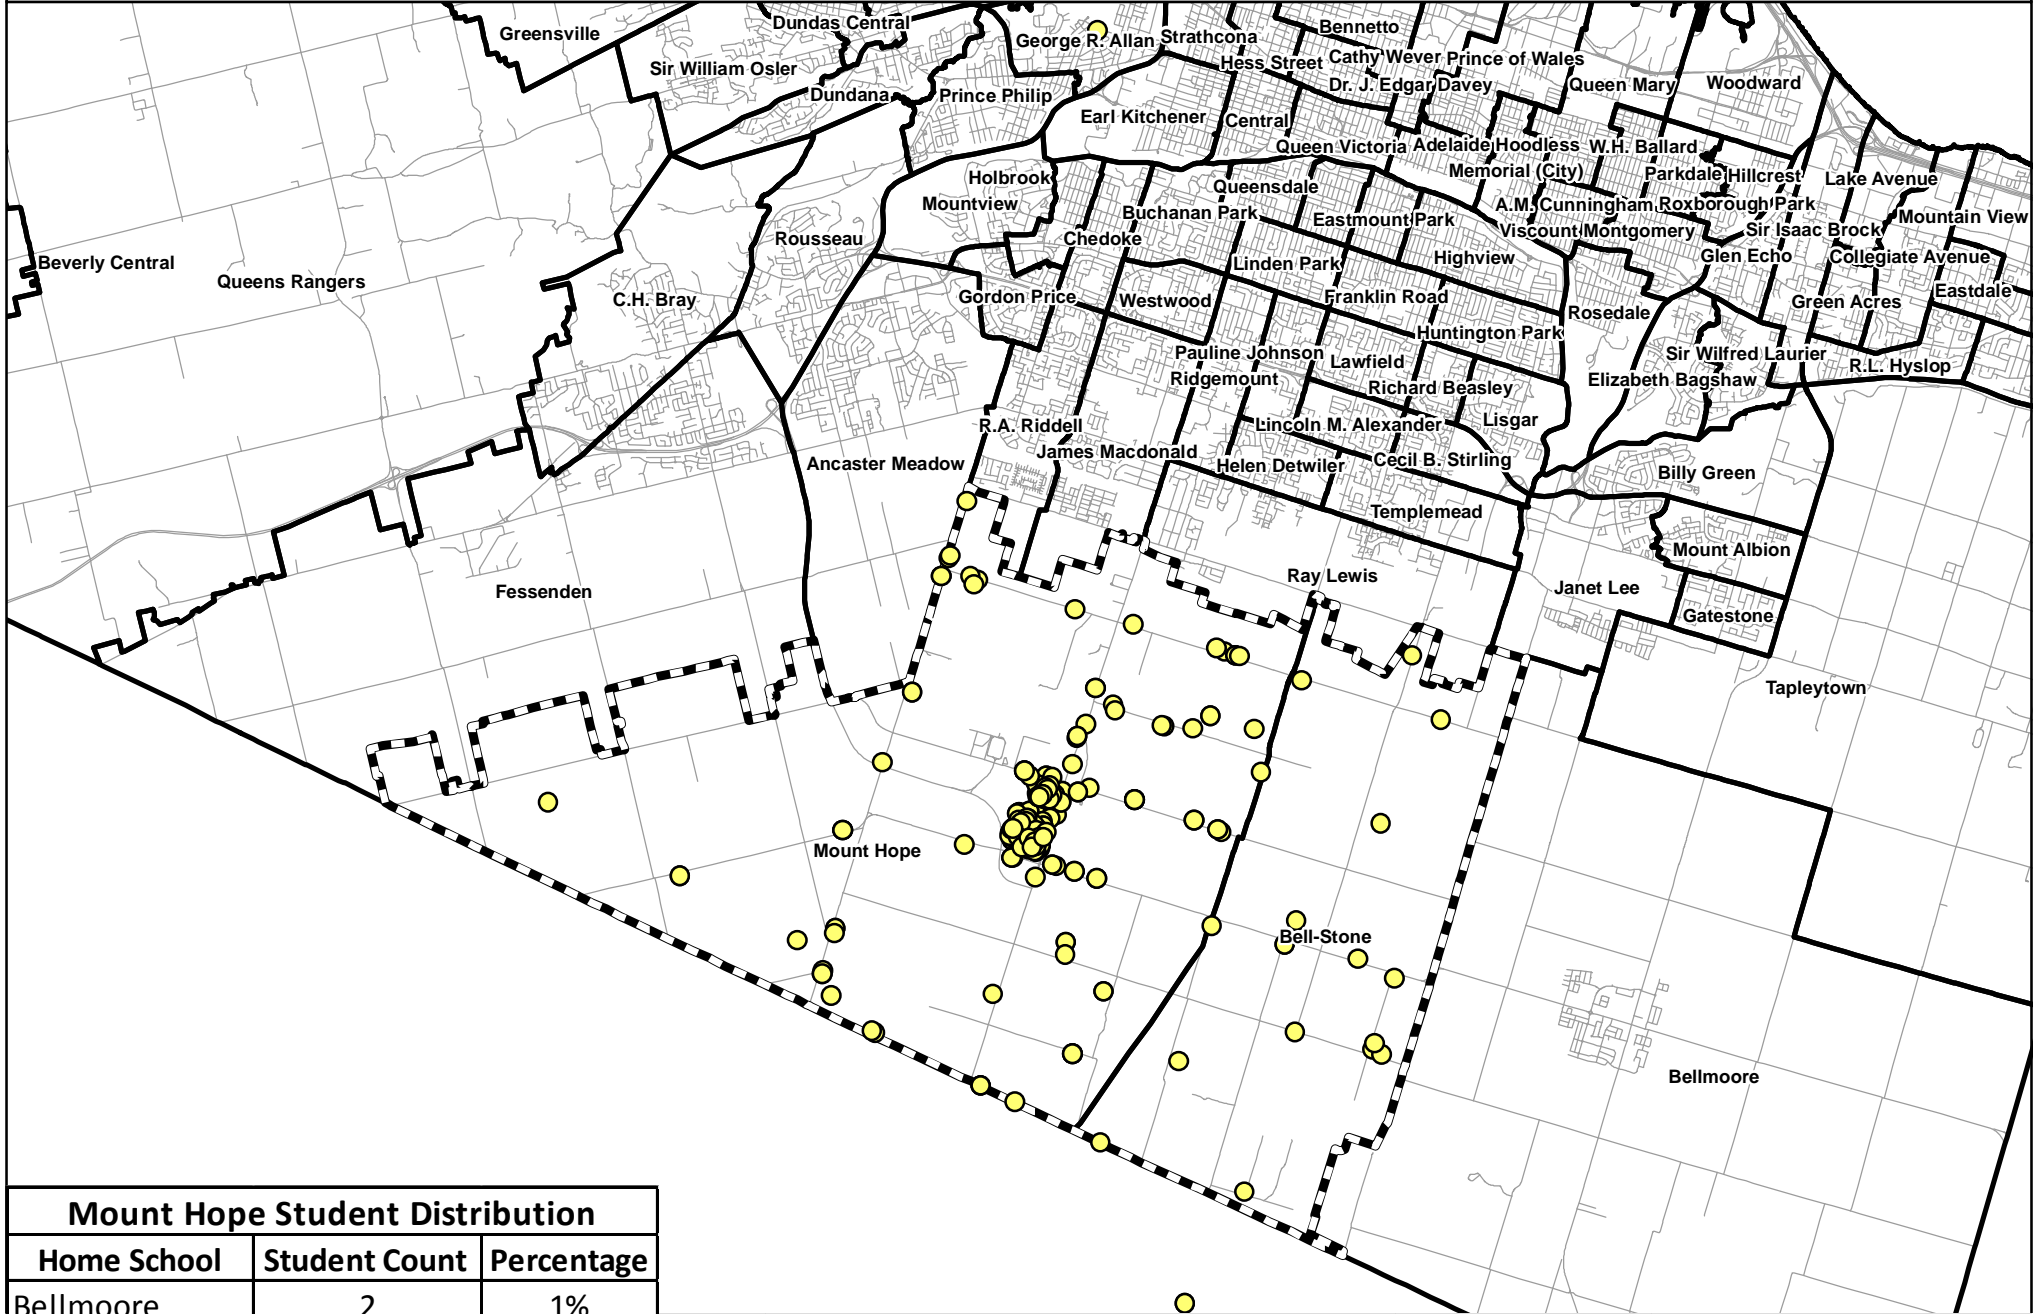 Greensville
Dundas Central
Sir William Osler
Dundana
George R. Allan
Strathcona
Prince Philip
Bennetto
Hess Street
Cathy Wever
Prince of Wales
Dr. J. Edgar Davey
Queen Mary
Woodward
Earl Kitchener
Central
Queen Victoria
Adelaide Hoodless
W.H. Ballard
Memorial (City)
Parkdale
Hillcrest
Lake Avenue
Holbrook
Mountview
Queensdale
Buchanan Park
Eastmount Park
A.M. Cunningham
Roxborough Park
Mountain View
Viscount Montgomery
Sir Isaac Brock
Rousseau
Chedoke
Glen Echo
Collegiate Avenue
Beverly Central
Queens Rangers
Linden Park
Highview
C.H. Bray
Gordon Price
Westwood
Franklin Road
Rosedale
Green Acres
Eastdale
Huntington Park
Pauline Johnson
Lawfield
Sir Wilfred Laurier
R.L. Hyslop
Ridgemount
Richard Beasley
Elizabeth Bagshaw
R.A. Riddell
Lincoln M. Alexander
Lisgar
James Macdonald
Ancaster Meadow
Helen Detwiler
Cecil B. Stirling
Billy Green
Templemead
Mount Albion
Fessenden
Ray Lewis
Janet Lee
Gatestone
Tapleytown
Mount Hope
Bell-Stone
Bellmoore
Mount Hope Student Distribution
Home School Student Count Percentage
Bellmoore 2 1%